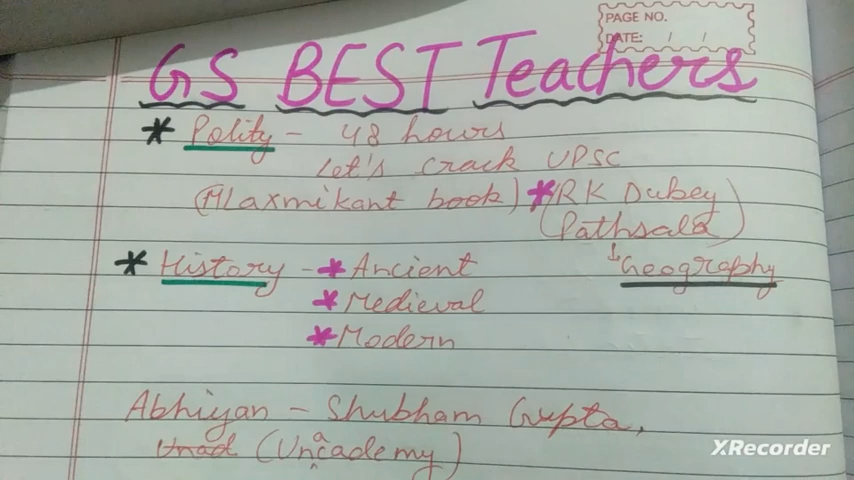 PAGE NO.
DATE: / /
GS BEST Teachers
* Polity - 48 hours
Let's crack UPSC
(Mlaxmikant book) * (RK Dubey
(Pathsala)
↓ Geography
* History - * Ancient
* Medieval
* Modern
Abhiyan - Shubham Gupta,
Unad (Unacademy)
XRecorder